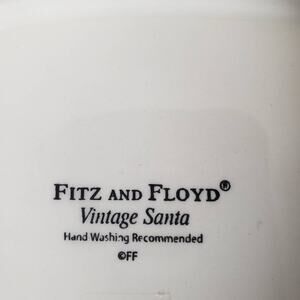 FITZ AND FLOYD®
Vintage Santa
Hand Washing Recommended
©FF